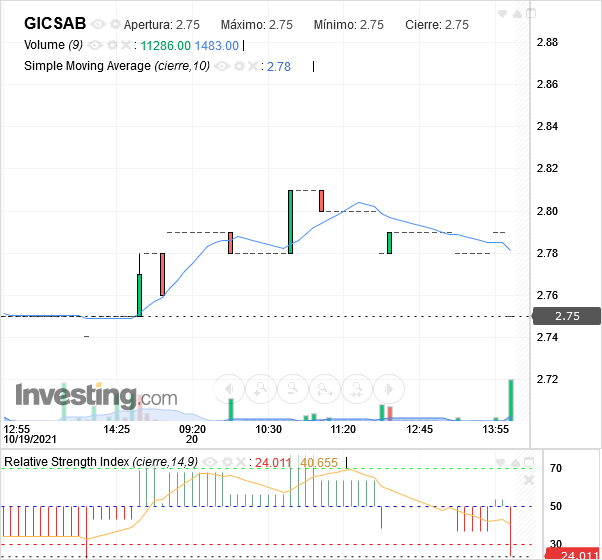 GICSAB Apertura: 2.75 Máximo: 2.75 Mínimo: 2.75 Cierre: 2.75
Volume (9) : 11286.00 1483.00
Simple Moving Average (cierre,10) : 2.78
2.88
2.86
2.84
2.82
2.80
2.78
2.76
2.75
2.74
2.72
Investing.com
12:55 14:25 09:20 10:30 11:20 12:45 13:55
10/19/2021 20
Relative Strength Index (cierre,14,9) : 24.011 40.655
70
50
30
24.011